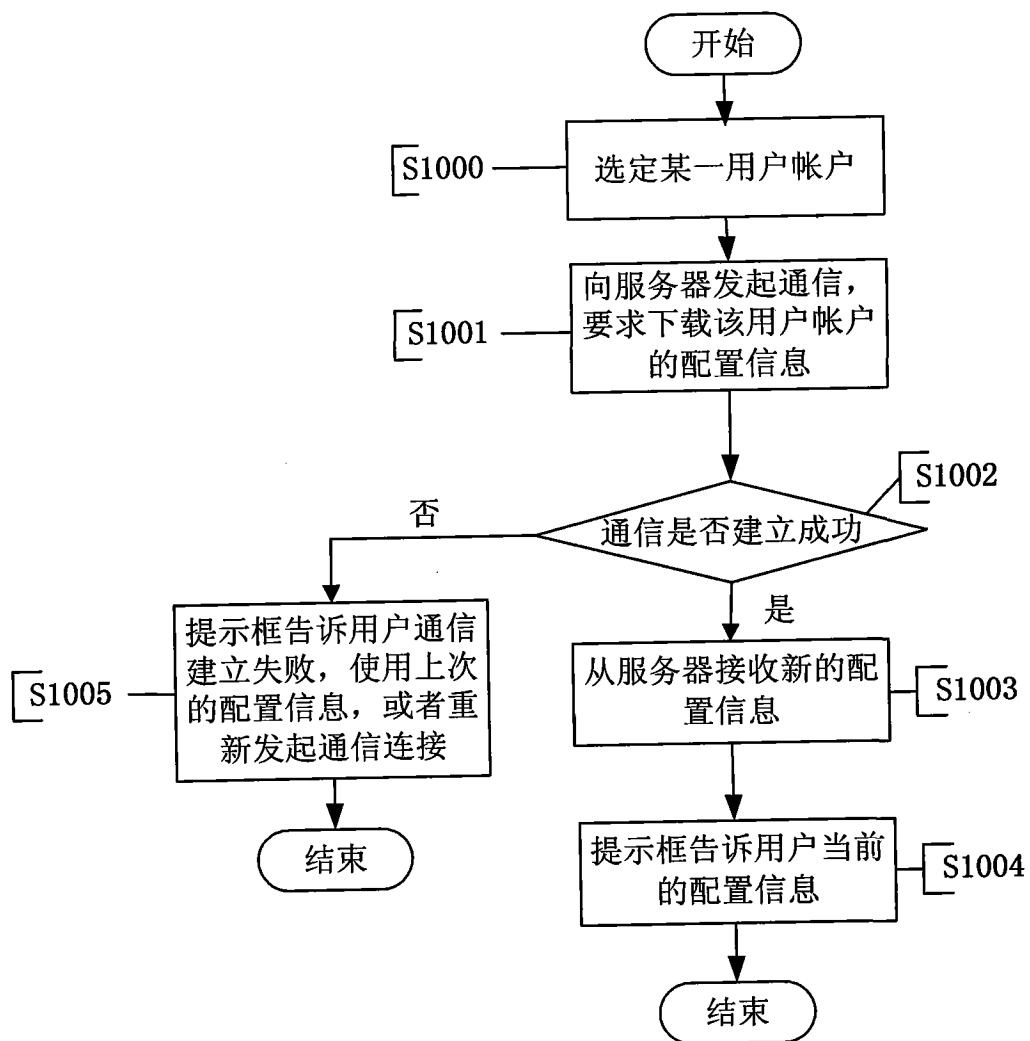 开始
S1000
选定某一用户帐户
S1001
向服务器发起通信，
要求下载该用户帐户
的配置信息
S1002
通信是否建立成功
否
是
提示框告诉用户通信
建立失败，使用上次
的配置信息，或者重
新发起通信连接
S1005
从服务器接收新的配
置信息
S1003
结束
提示框告诉用户当前
的配置信息
S1004
结束